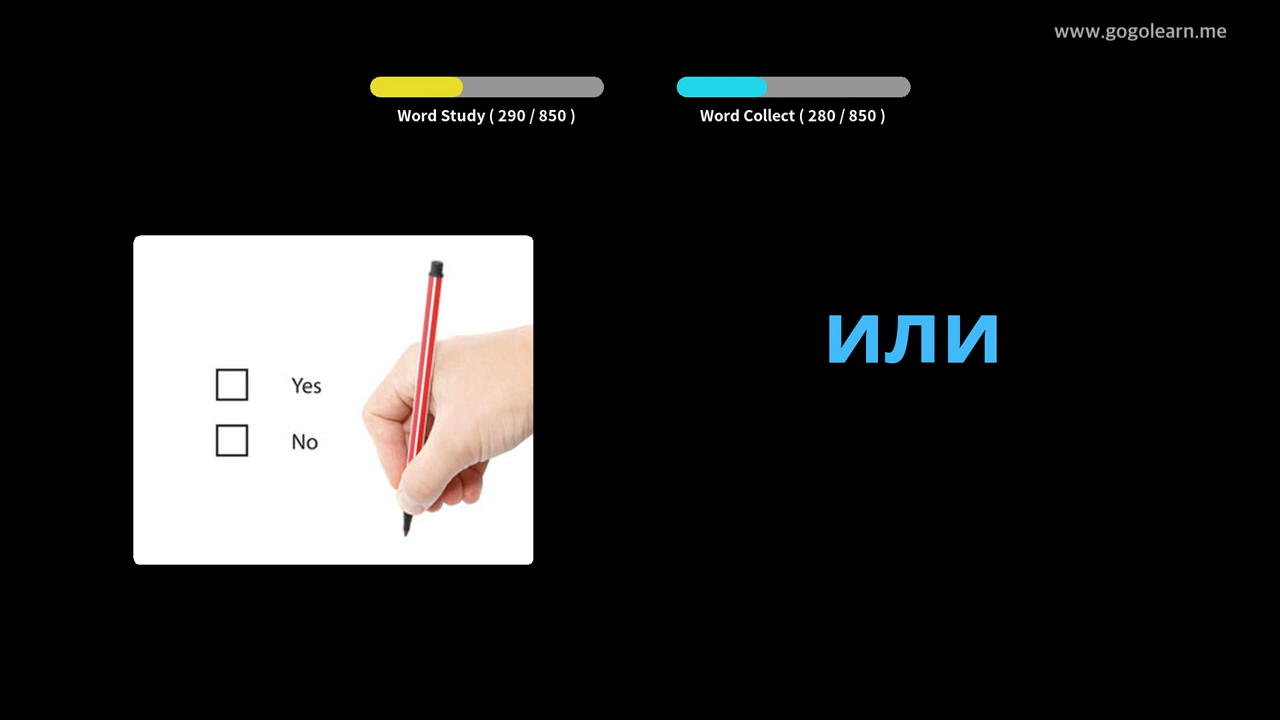 www.gogolearn.me
Word Study ( 290 / 850 )
Word Collect ( 280 / 850 )
или
Yes
No